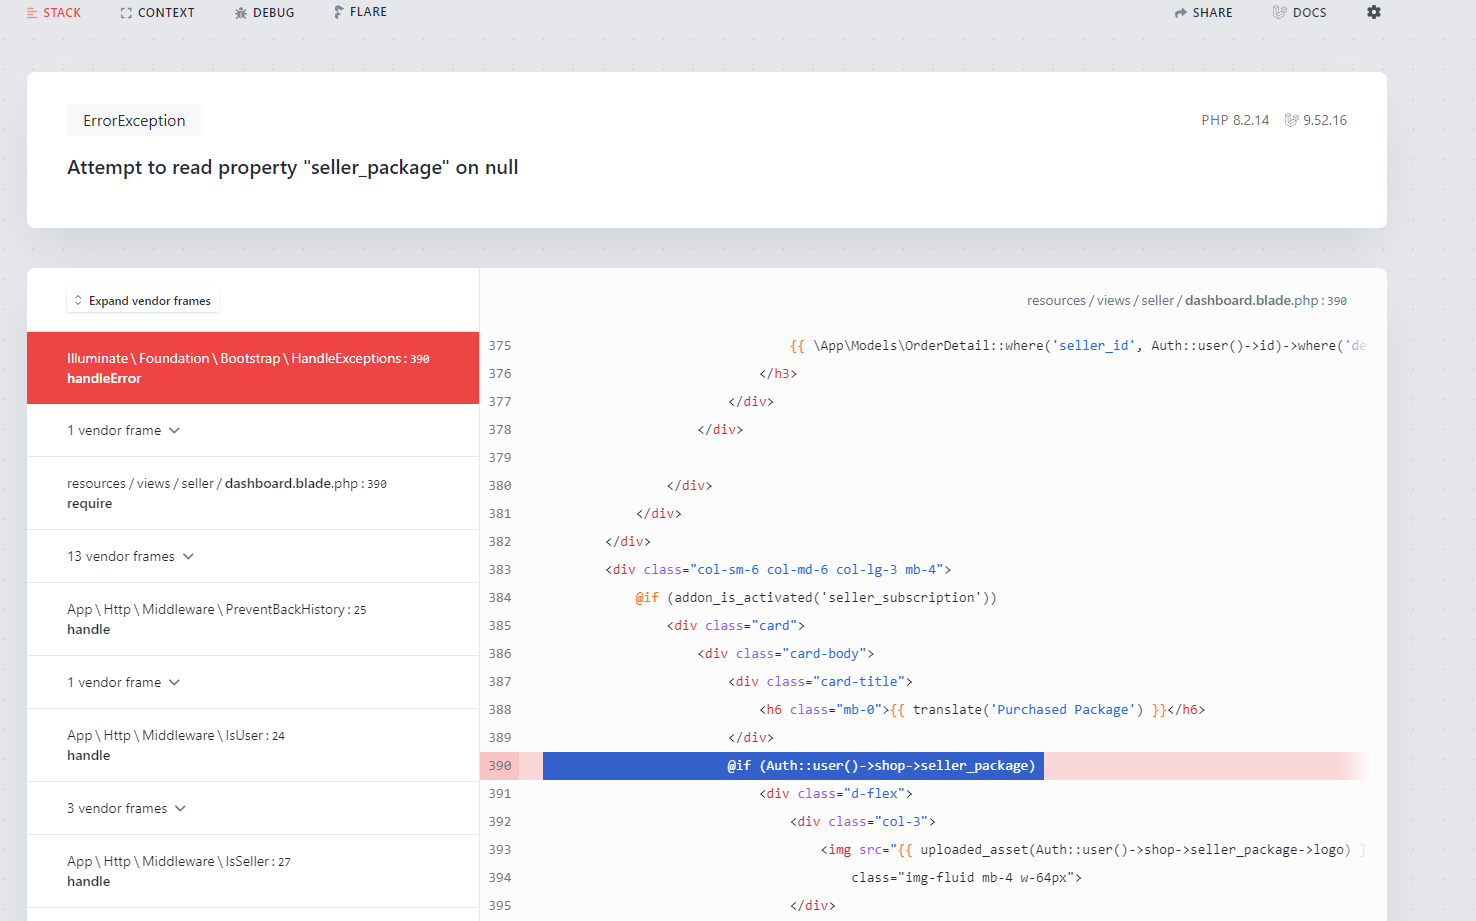 STACK CONTEXT DEBUG FLARE SHARE DOCS
ErrorException
PHP 8.2.14 9.52.16
Attempt to read property "seller_package" on null
Expand vendor frames
Illuminate \ Foundation \ Bootstrap \ HandleExceptions : 390
handleError
1 vendor frame
resources / views / seller / dashboard.blade.php : 390
require
13 vendor frames
App \ Http \ Middleware \ PreventBackHistory : 25
handle
1 vendor frame
App \ Http \ Middleware \ IsUser : 24
handle
3 vendor frames
App \ Http \ Middleware \ IsSeller : 27
handle
resources / views / seller / dashboard.blade.php : 390
375 {{ \App\Models\OrderDetail::where('seller_id', Auth::user()->id)->where('de
376 </h3>
377 </div>
378 </div>
379
380 </div>
381 </div>
382 </div>
383 <div class="col-sm-6 col-md-6 col-lg-3 mb-4">
384 @if (addon_is_activated('seller_subscription'))
385 <div class="card">
386 <div class="card-body">
387 <div class="card-title">
388 <h6 class="mb-0">{{ translate('Purchased Package') }}</h6>
389 </div>
390 @if (Auth::user()->shop->seller_package)
391 <div class="d-flex">
392 <div class="col-3">
393 <img src="{{ uploaded_asset(Auth::user()->shop->seller_package->logo) }
394 class="img-fluid mb-4 w-64px">
395 </div>